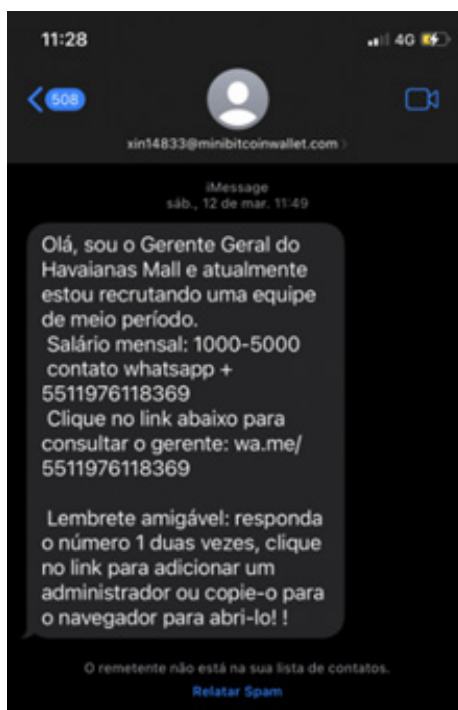 11:28
4G
508
xin14833@minibitcoinwallet.com
iMessage
sáb., 12 de mar. 11:49
Olá, sou o Gerente Geral do
Havaianas Mall e atualmente
estou recrutando uma equipe
de meio período.
Salário mensal: 1000-5000
contato whatsapp +
5511976118369
Clique no link abaixo para
consultar o gerente: wa.me/
5511976118369
Lembrete amigável: responda
o número 1 duas vezes, clique
no link para adicionar um
administrador ou copie-o para
o navegador para abri-lo! !
O remetente não está na sua lista de contatos.
Relatar Spam